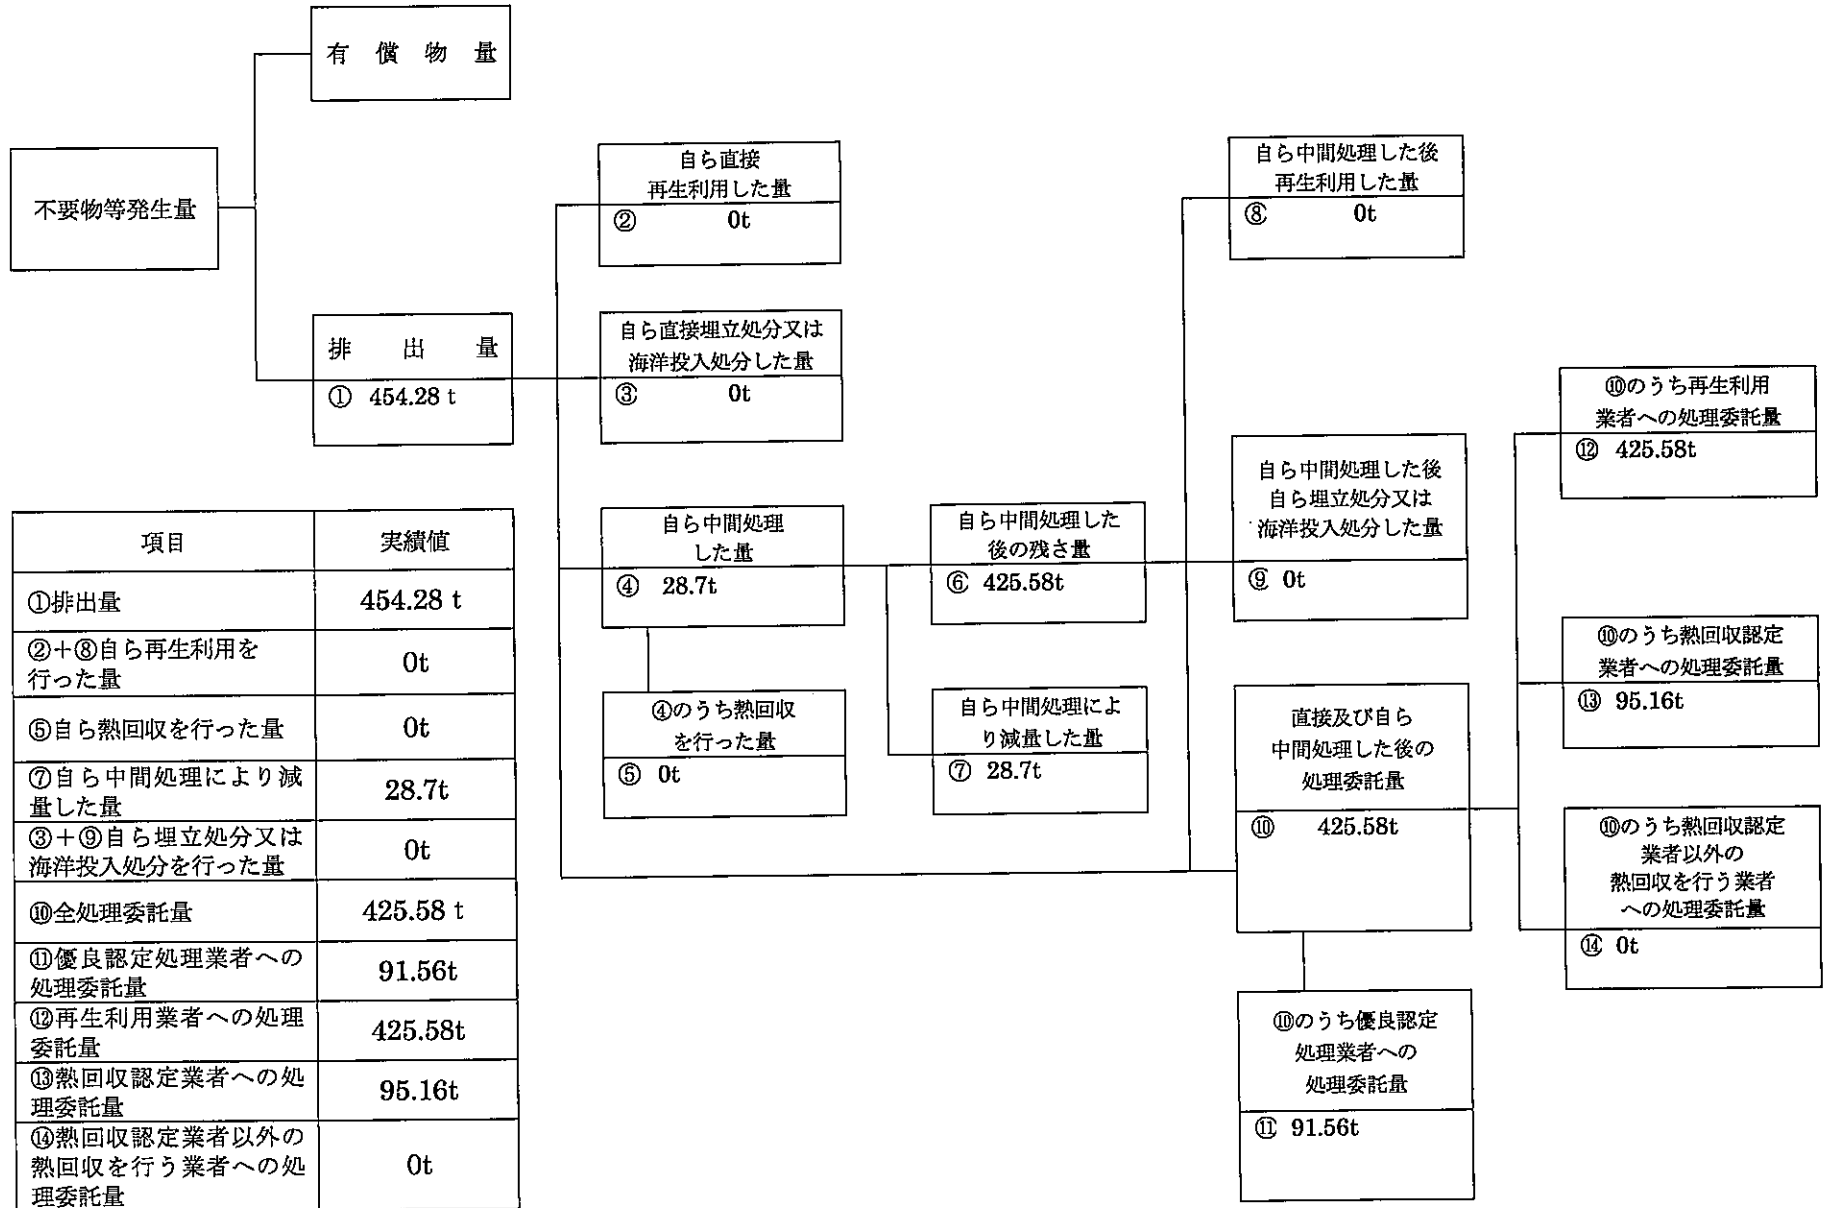 有償物量
不要物等発生量
排出量
① 454.28 t
自ら直接
再生利用した量
② 0t
自ら直接埋立処分又は
海洋投入処分した量
③ 0t
自ら中間処理
した量
④ 28.7t
④のうち熱回収
を行った量
⑤ 0t
自ら中間処理した
後の残さ量
⑥ 425.58t
自ら中間処理によ
り減量した量
⑦ 28.7t
自ら中間処理した後
再生利用した量
⑧ 0t
自ら中間処理した後
自ら埋立処分又は
海洋投入処分した量
⑨ 0t
直接及び自ら
中間処理した後の
処理委託量
⑩ 425.58t
⑩のうち優良認定
処理業者への
処理委託量
⑪ 91.56t
⑩のうち再生利用
業者への処理委託量
⑫ 425.58t
⑩のうち熱回収認定
業者への処理委託量
⑬ 95.16t
⑩のうち熱回収認定
業者以外の
熱回収を行う業者
への処理委託量
⑭ 0t
項目 実績値
①排出量 454.28 t
②＋⑧自ら再生利用を
行った量 0t
⑤自ら熱回収を行った量 0t
⑦自ら中間処理により減
量した量 28.7t
③＋⑨自ら埋立処分又は
海洋投入処分を行った量 0t
⑩全処理委託量 425.58 t
⑪優良認定処理業者への
処理委託量 91.56t
⑫再生利用業者への処理
委託量 425.58t
⑬熱回収認定業者への処
理委託量 95.16t
⑭熱回収認定業者以外の
熱回収を行う業者への処
理委託量 0t